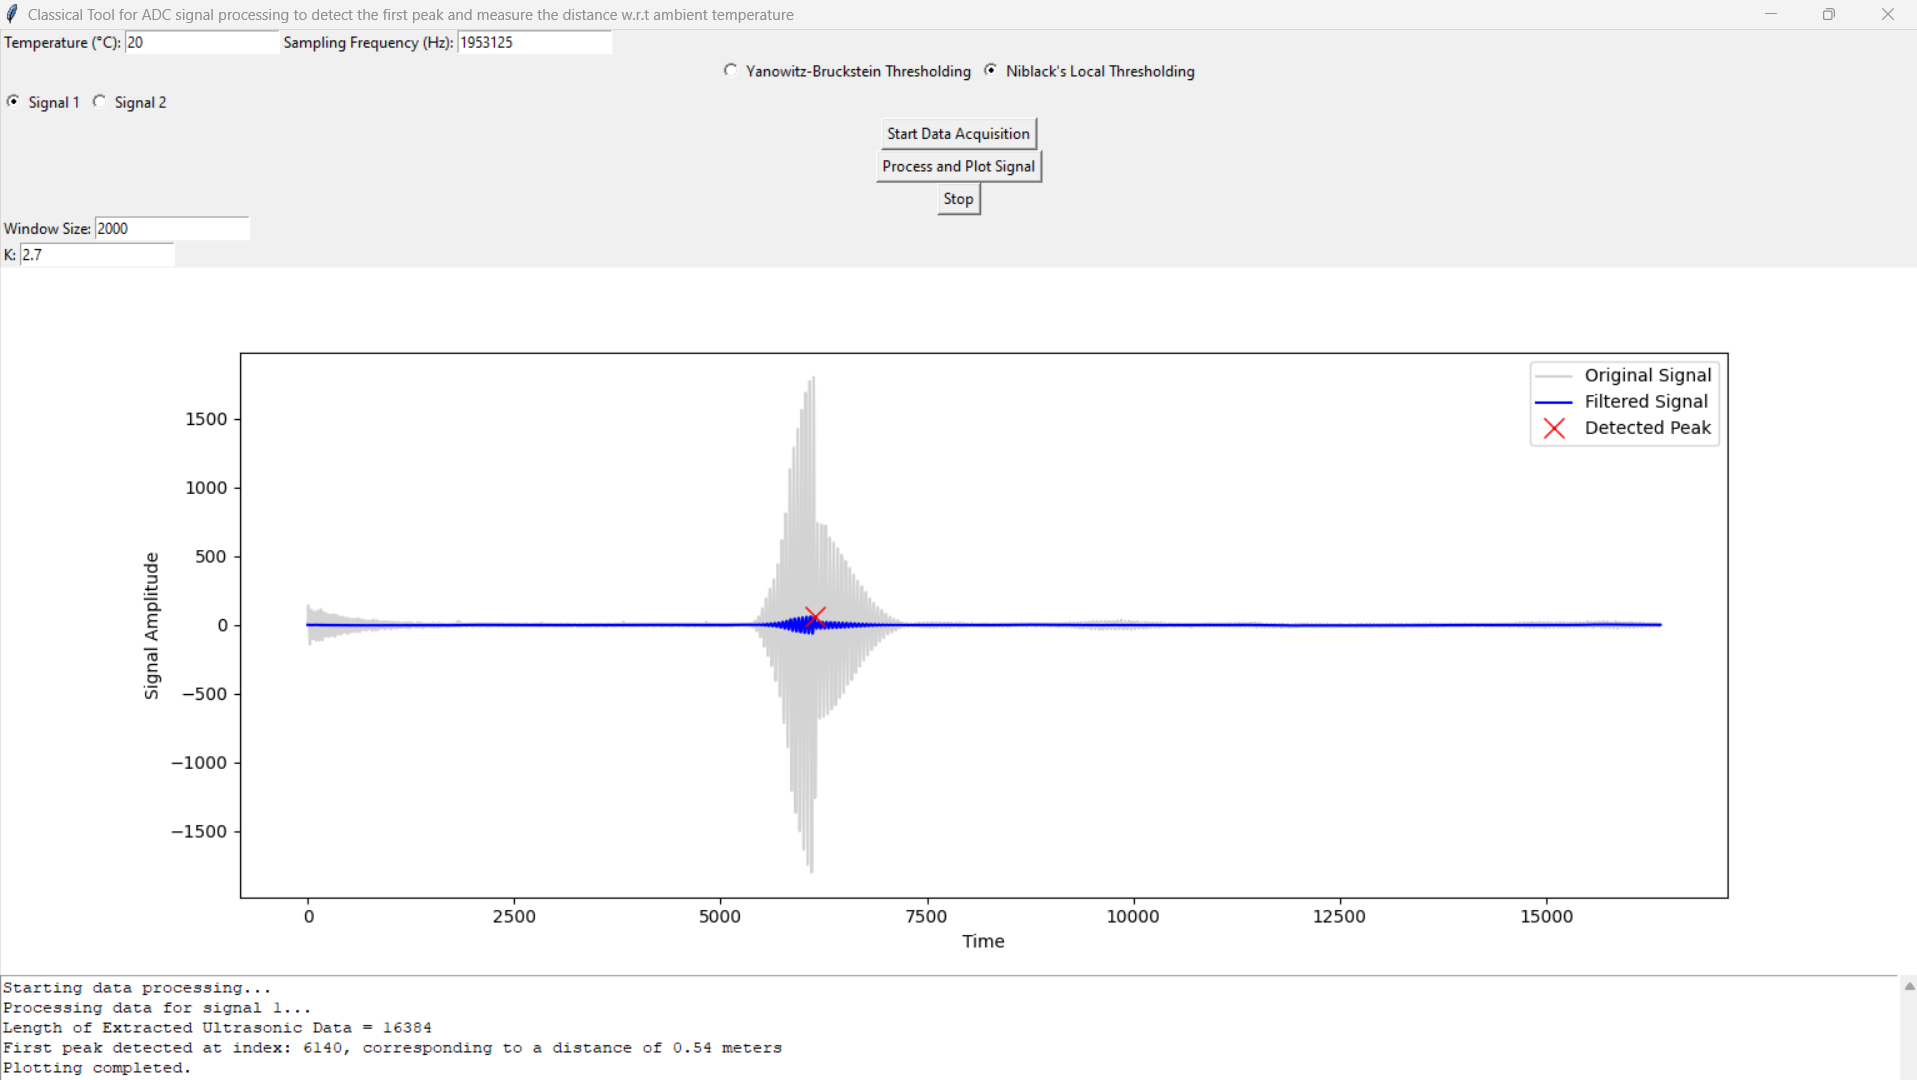 Classical Tool for ADC signal processing to detect the first peak and measure the distance w.r.t ambient temperature
Temperature (°C): 20 Sampling Frequency (Hz): 1953125
Yanowitz-Bruckstein Thresholding Niblack's Local Thresholding
Signal 1 Signal 2
Start Data Acquisition
Process and Plot Signal
Stop
Window Size: 2000
K: 2.7
Original Signal
Filtered Signal
Detected Peak
1500
1000
500
0
−500
−1000
−1500
Signal Amplitude
0 2500 5000 7500 10000 12500 15000
Time
Starting data processing...
Processing data for signal 1...
Length of Extracted Ultrasonic Data = 16384
First peak detected at index: 6140, corresponding to a distance of 0.54 meters
Plotting completed.